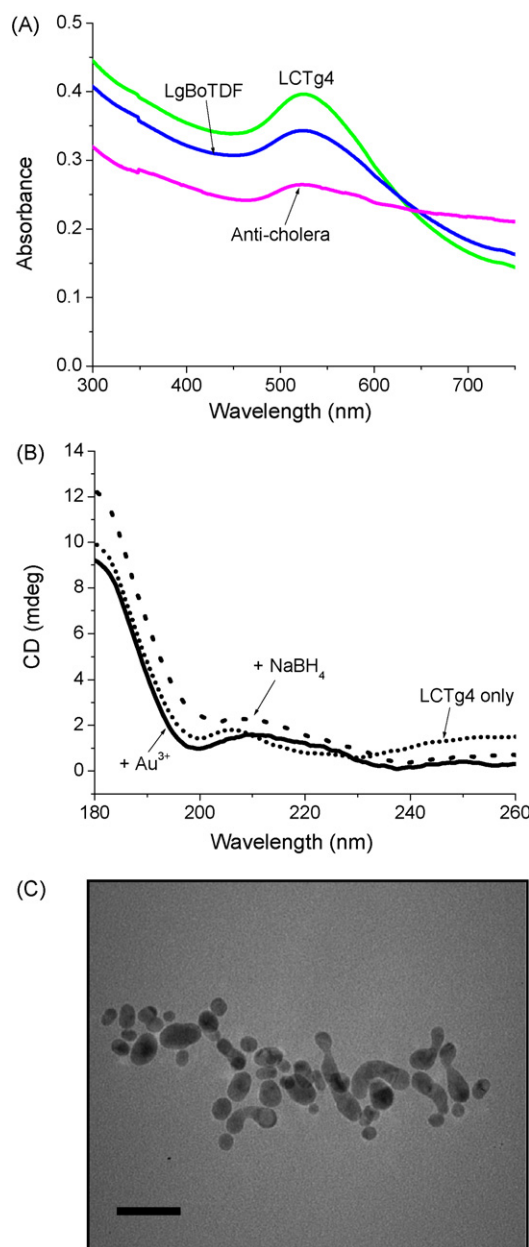 (A)
0.5
0.4
0.3
0.2
0.1
0.0
Absorbance
LgBoTDF
LCTg4
Anti-cholera
300 400 500 600 700
Wavelength (nm)
(B)
14
12
10
8
6
4
2
0
CD (mdeg)
+ NaBH₄
LCTg4 only
+ Au³⁺
180 200 220 240 260
Wavelength (nm)
(C)